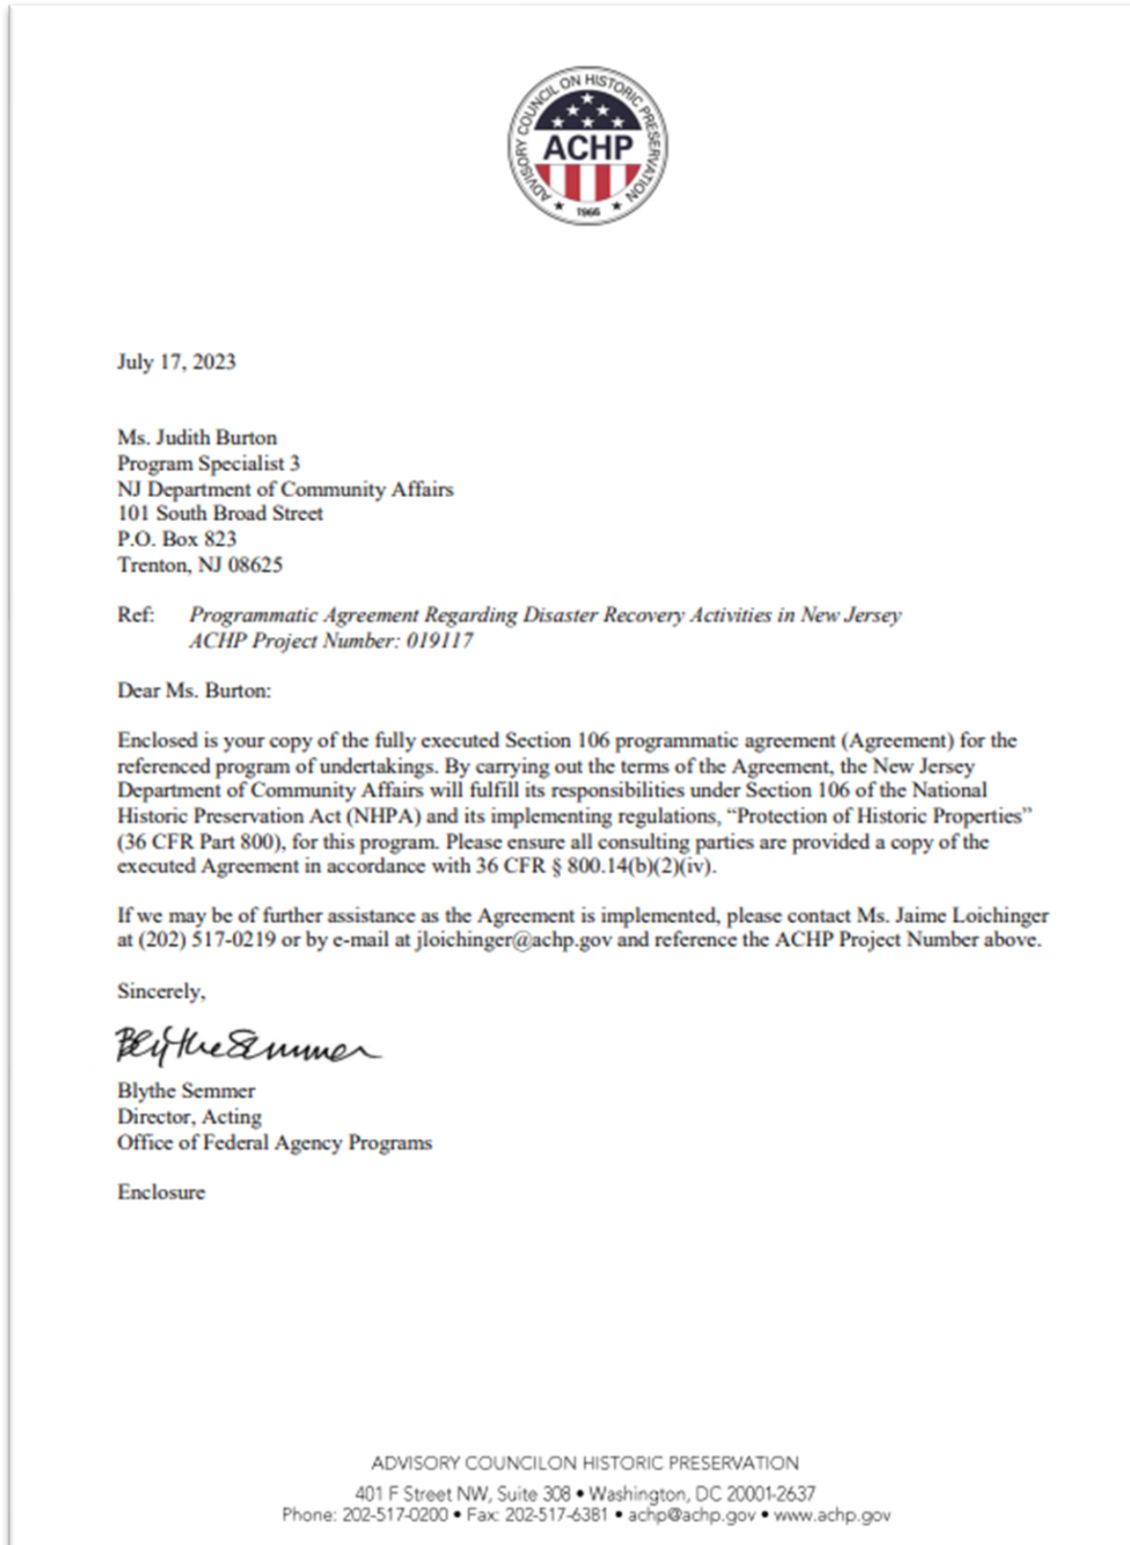 ADVISORY COUNCIL ON HISTORIC PRESERVATION
ACHP
1966
July 17, 2023
Ms. Judith Burton
Program Specialist 3
NJ Department of Community Affairs
101 South Broad Street
P.O. Box 823
Trenton, NJ 08625
Ref: Programmatic Agreement Regarding Disaster Recovery Activities in New Jersey
ACHP Project Number: 019117
Dear Ms. Burton:
Enclosed is your copy of the fully executed Section 106 programmatic agreement (Agreement) for the
referenced program of undertakings. By carrying out the terms of the Agreement, the New Jersey
Department of Community Affairs will fulfill its responsibilities under Section 106 of the National
Historic Preservation Act (NHPA) and its implementing regulations, “Protection of Historic Properties”
(36 CFR Part 800), for this program. Please ensure all consulting parties are provided a copy of the
executed Agreement in accordance with 36 CFR § 800.14(b)(2)(iv).
If we may be of further assistance as the Agreement is implemented, please contact Ms. Jaime Loichinger
at (202) 517-0219 or by e-mail at jloichinger@achp.gov and reference the ACHP Project Number above.
Sincerely,
Blythe Semmer
Blythe Semmer
Director, Acting
Office of Federal Agency Programs
Enclosure
ADVISORY COUNCILON HISTORIC PRESERVATION
401 F Street NW, Suite 308 • Washington, DC 20001-2637
Phone: 202-517-0200 • Fax: 202-517-6381 • achp@achp.gov • www.achp.gov